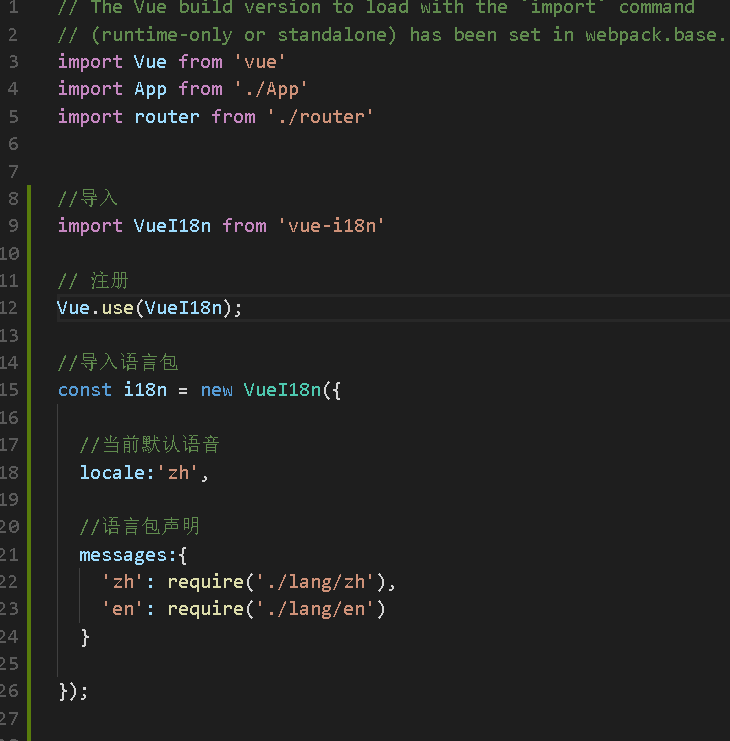 1 // The Vue build version to load with the `import` command
2 // (runtime-only or standalone) has been set in webpack.base.
3 import Vue from 'vue'
4 import App from './App'
5 import router from './router'
6
7
8 //导入
9 import VueI18n from 'vue-i18n'
10
11 // 注册
12 Vue.use(VueI18n);
13
14 //导入语言包
15 const i18n = new VueI18n({
16
17 //当前默认语音
18 locale:'zh',
19
20 //语言包声明
21 messages:{
22 'zh': require('./lang/zh'),
23 'en': require('./lang/en')
24 }
25
26 });
27